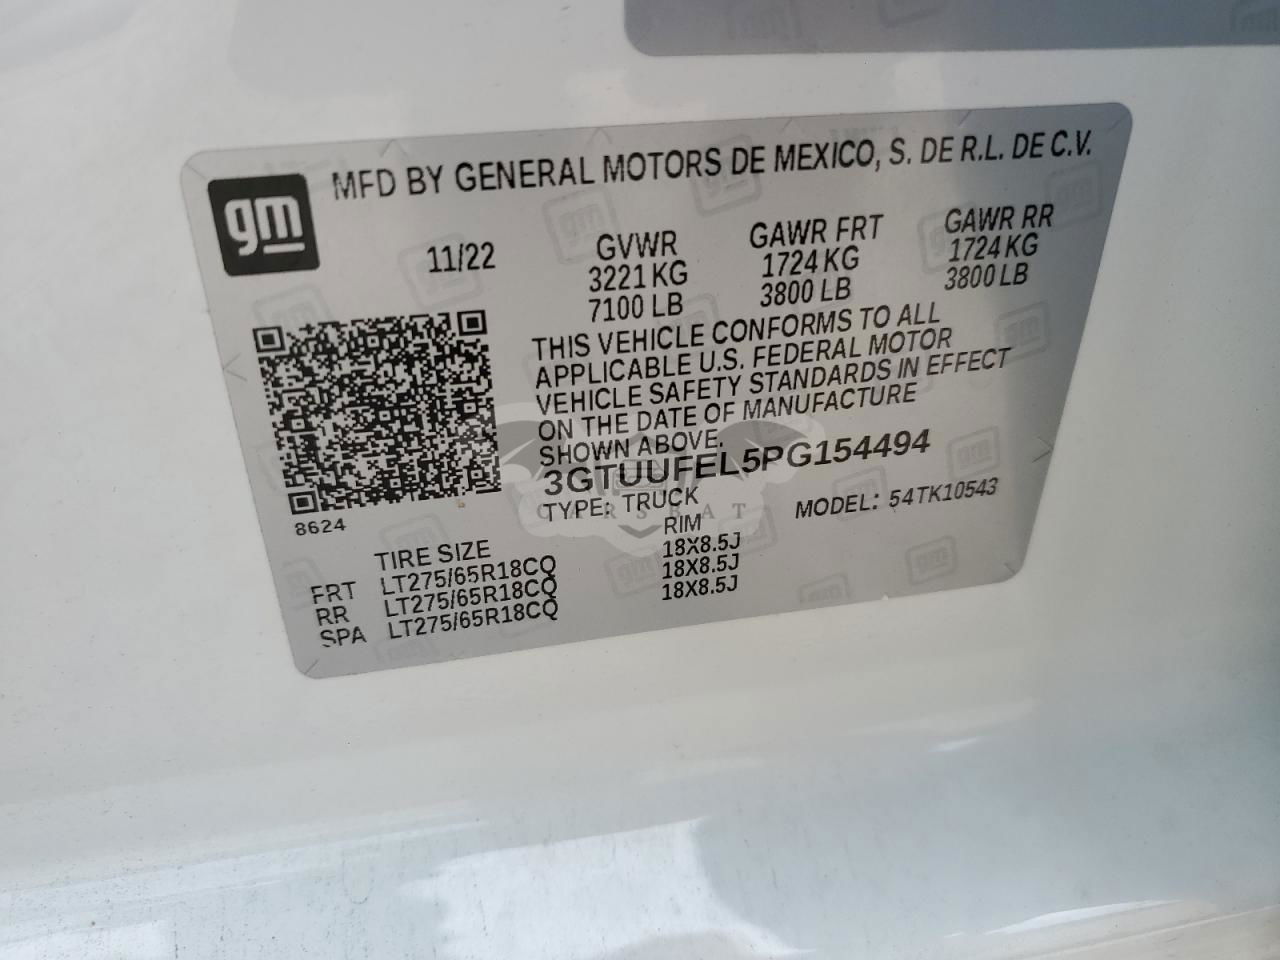 gm
MFD BY GENERAL MOTORS DE MEXICO, S. DE R.L. DE C.V.
11/22 GVWR GAWR FRT GAWR RR
3221 KG 1724 KG 1724 KG
7100 LB 3800 LB 3800 LB
THIS VEHICLE CONFORMS TO ALL
APPLICABLE U.S. FEDERAL MOTOR
VEHICLE SAFETY STANDARDS IN EFFECT
ON THE DATE OF MANUFACTURE
SHOWN ABOVE.
3GTUUFEL5PG154494
TYPE: TRUCK MODEL: 54TK10543
CARSBAT
8624
TIRE SIZE RIM
FRT LT275/65R18CQ 18X8.5J
RR LT275/65R18CQ 18X8.5J
SPA LT275/65R18CQ 18X8.5J